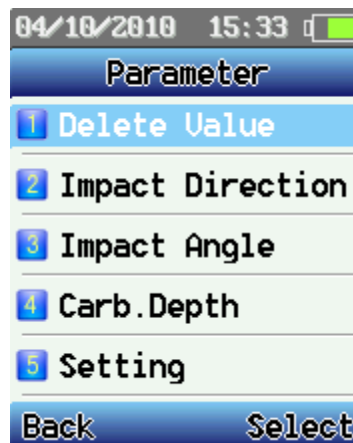 04/10/2010 15:33
Parameter
1 Delete Value
2 Impact Direction
3 Impact Angle
4 Carb.Depth
5 Setting
Back Select